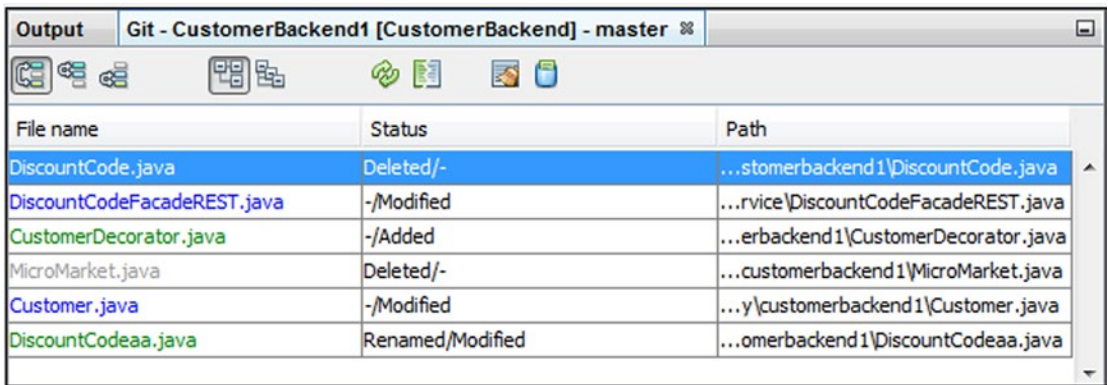 Output Git - CustomerBackend1 [CustomerBackend] - master
File name Status Path
DiscountCode.java Deleted/- ...stomerbackend1\DiscountCode.java
DiscountCodeFacadeREST.java -/Modified ...rvice\DiscountCodeFacadeREST.java
CustomerDecorator.java -/Added ...erbackend1\CustomerDecorator.java
MicroMarket.java Deleted/- ...customerbackend1\MicroMarket.java
Customer.java -/Modified ...y\customerbackend1\Customer.java
DiscountCodeaa.java Renamed/Modified ...omerbackend1\DiscountCodeaa.java